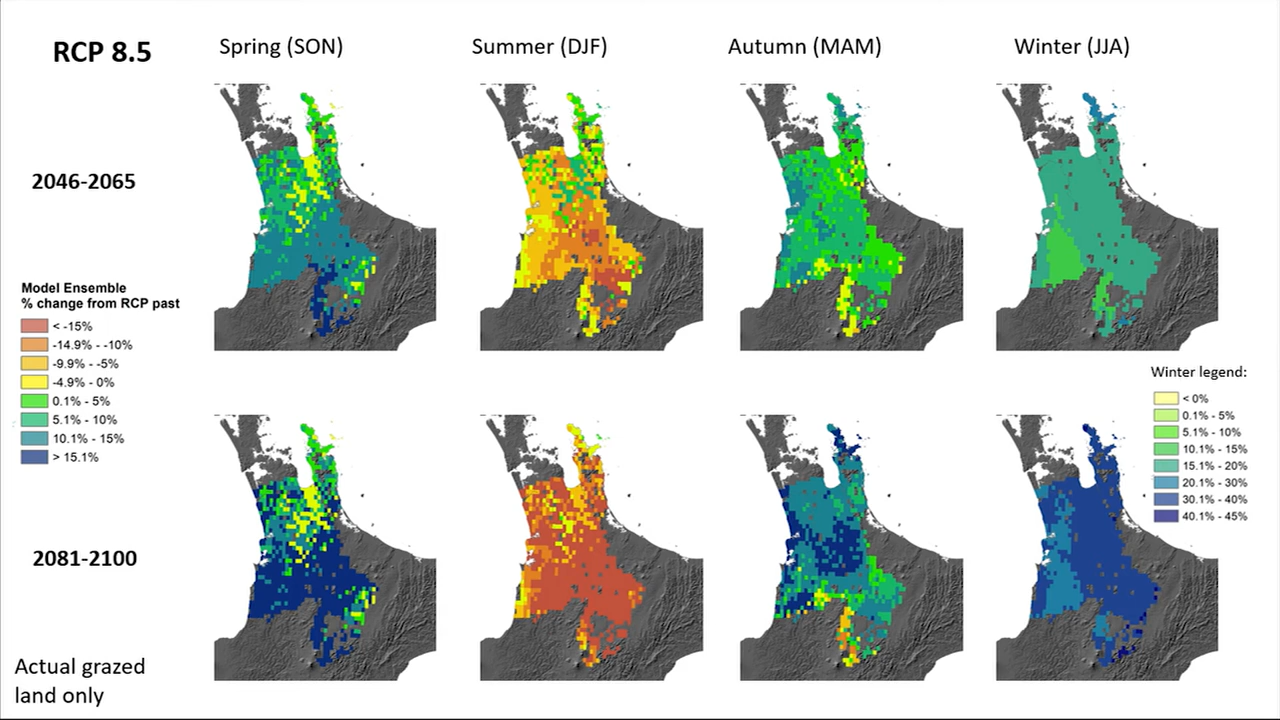 RCP 8.5
Spring (SON)
Summer (DJF)
Autumn (MAM)
Winter (JJA)
2046-2065
Model Ensemble
% change from RCP past
< -15%
-14.9% - -10%
-9.9% - -5%
-4.9% - 0%
0.1% - 5%
5.1% - 10%
10.1% - 15%
> 15.1%
Winter legend:
< 0%
0.1% - 5%
5.1% - 10%
10.1% - 15%
15.1% - 20%
20.1% - 30%
30.1% - 40%
40.1% - 45%
2081-2100
Actual grazed
land only